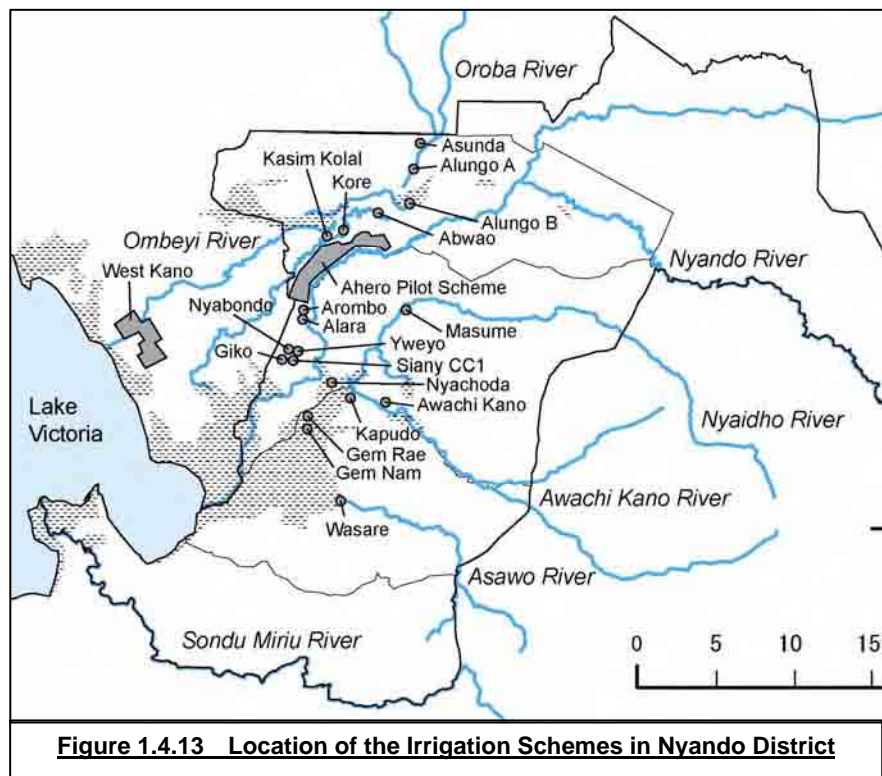 Oroba River
Asunda
Kasim Kolal
Alungo A
Kore
Ombeyi River
Alungo B
Abwao
West Kano
Nyando River
Ahero Pilot Scheme
Nyabondo
Arombo
Alara
Masume
Yweyo
Giko
Siany CC1
Nyachoda
Lake
Victoria
Awachi Kano
Nyaidho River
Kapudo
Gem Rae
Gem Nam
Awachi Kano River
Wasare
Asawo River
Sondu Miriu River
0 5 10 15
Figure 1.4.13 Location of the Irrigation Schemes in Nyando District